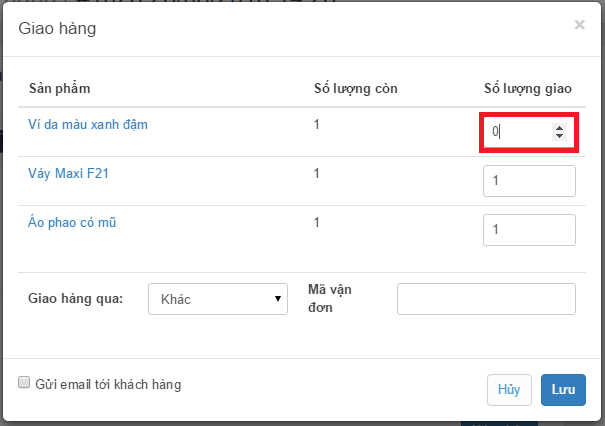 Giao hàng ×
Sản phẩm Số lượng còn Số lượng giao
Ví da màu xanh đậm 1 0
Váy Maxi F21 1 1
Áo phao có mũ 1 1
Giao hàng qua: Khác Mã vận
đơn
Gửi email tới khách hàng Hủy Lưu